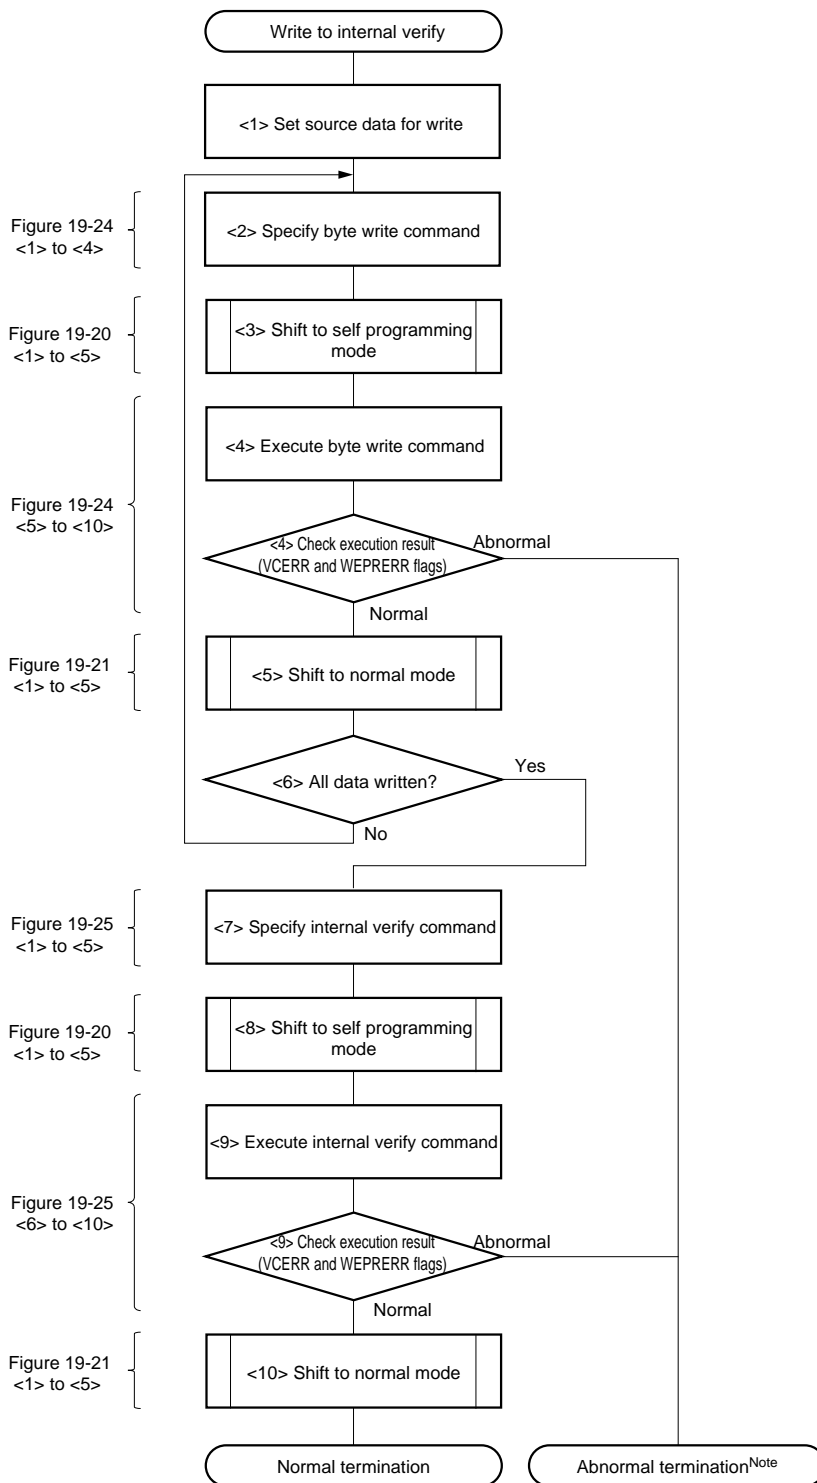 Write to internal verify
<1> Set source data for write
Figure 19-24
<1> to <4>
<2> Specify byte write command
Figure 19-20
<1> to <5>
<3> Shift to self programming
mode
<4> Execute byte write command
Figure 19-24
<5> to <10>
<4> Check execution result
(VCERR and WEPRERR flags)
Abnormal
Normal
Figure 19-21
<1> to <5>
<5> Shift to normal mode
<6> All data written?
Yes
No
Figure 19-25
<1> to <5>
<7> Specify internal verify command
Figure 19-20
<1> to <5>
<8> Shift to self programming
mode
<9> Execute internal verify command
Figure 19-25
<6> to <10>
<9> Check execution result
(VCERR and WEPRERR flags)
Abnormal
Normal
Figure 19-21
<1> to <5>
<10> Shift to normal mode
Normal termination
Abnormal terminationNote